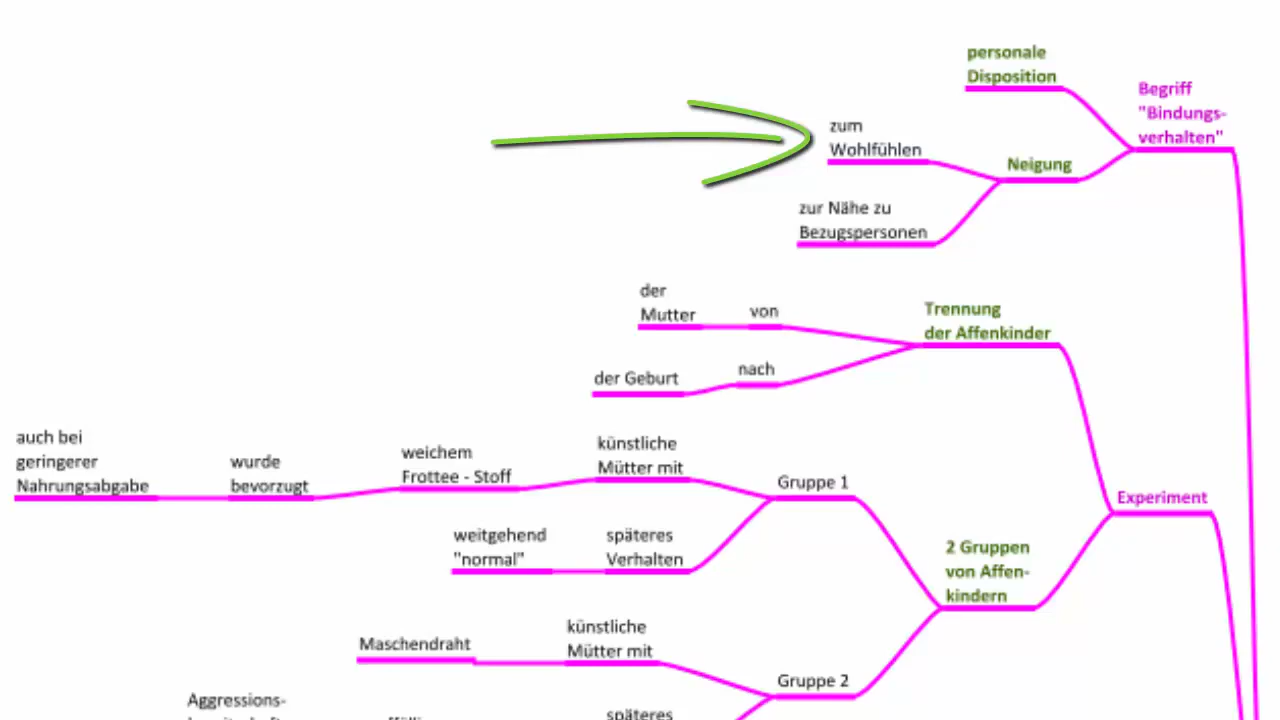 personale
Disposition
Begriff
"Bindungs-
verhalten"
zum
Wohlfühlen
Neigung
zur Nähe zu
Bezugspersonen
der
Mutter
von
Trennung
der Affenkinder
der Geburt
nach
auch bei
geringerer
Nahrungsabgabe
wurde
bevorzugt
weichem
Frottee - Stoff
künstliche
Mütter mit
Gruppe 1
Experiment
weitgehend
"normal"
späteres
Verhalten
2 Gruppen
von Affen-
kindern
Maschendraht
künstliche
Mütter mit
Gruppe 2
Aggressions-
späteres